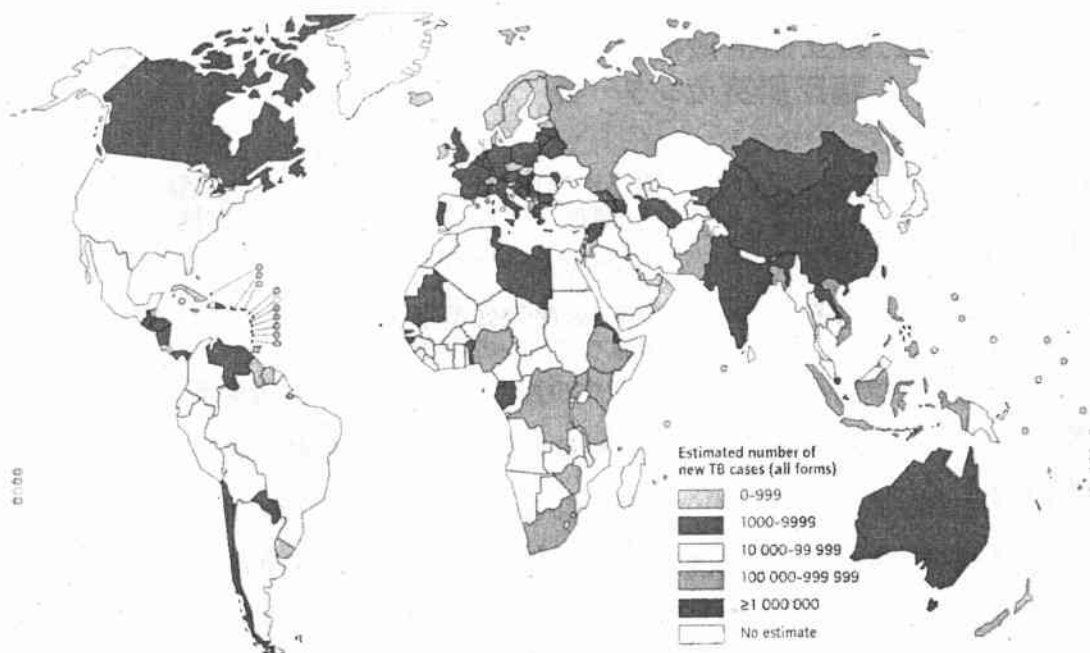 Estimated number of
new TB cases (all forms)
0–999
1000–9999
10 000–99 999
100 000–999 999
≥1 000 000
No estimate